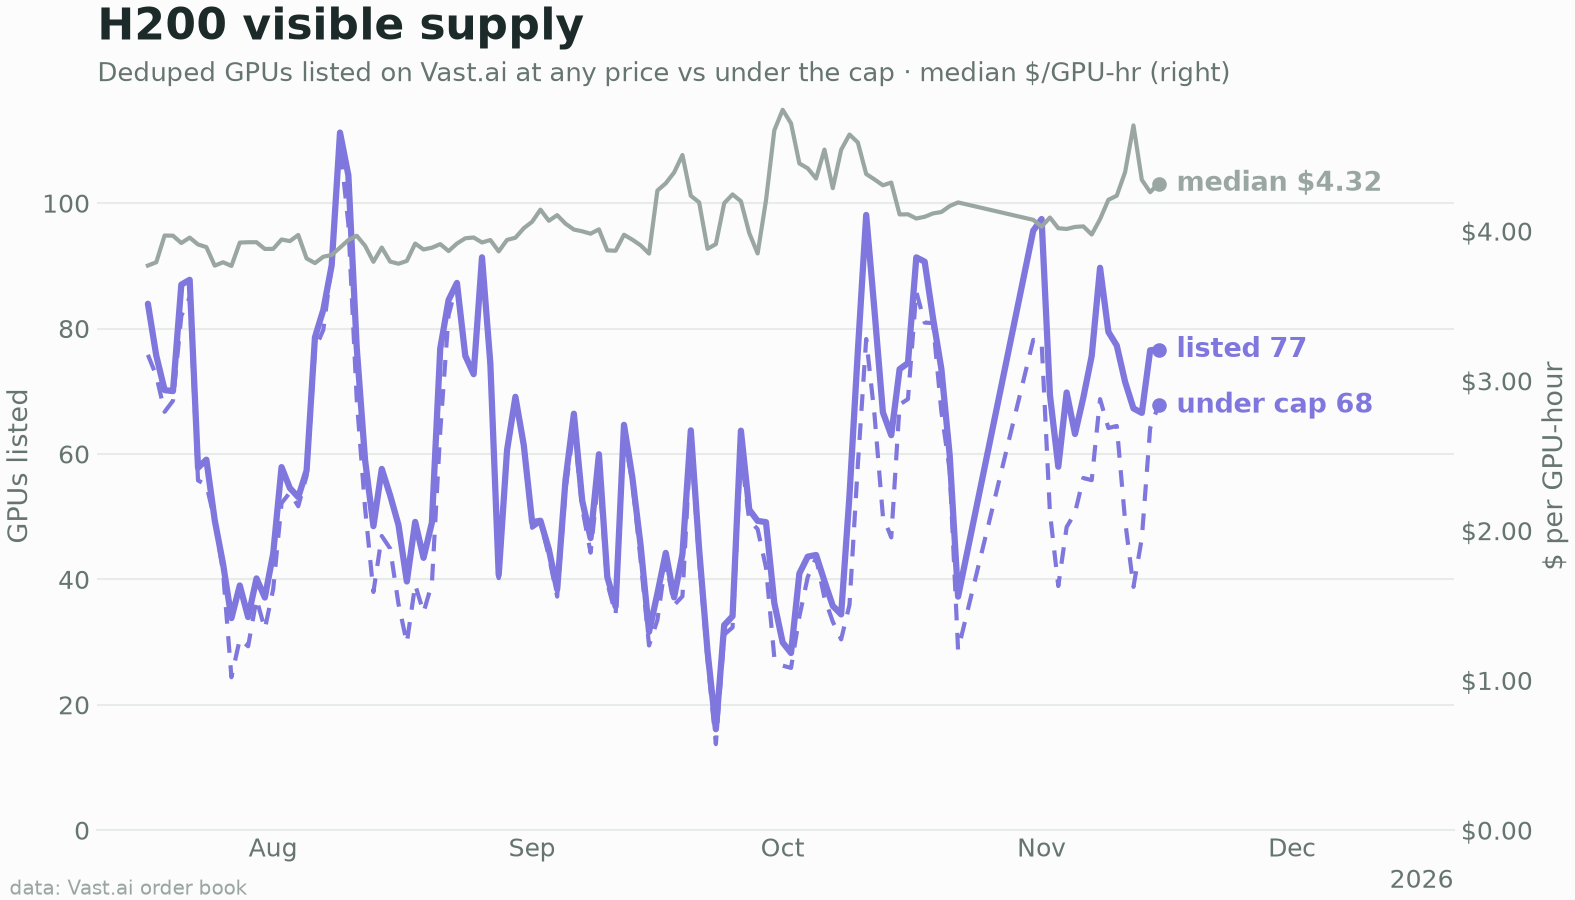 H200 visible supply
Deduped GPUs listed on Vast.ai at any price vs under the cap · median $/GPU-hr (right)
GPUs listed
100
80
60
40
20
0
median $4.32
listed 77
under cap 68
$4.00
$3.00
$2.00
$1.00
$0.00
$ per GPU-hour
Aug
Sep
Oct
Nov
Dec
2026
data: Vast.ai order book